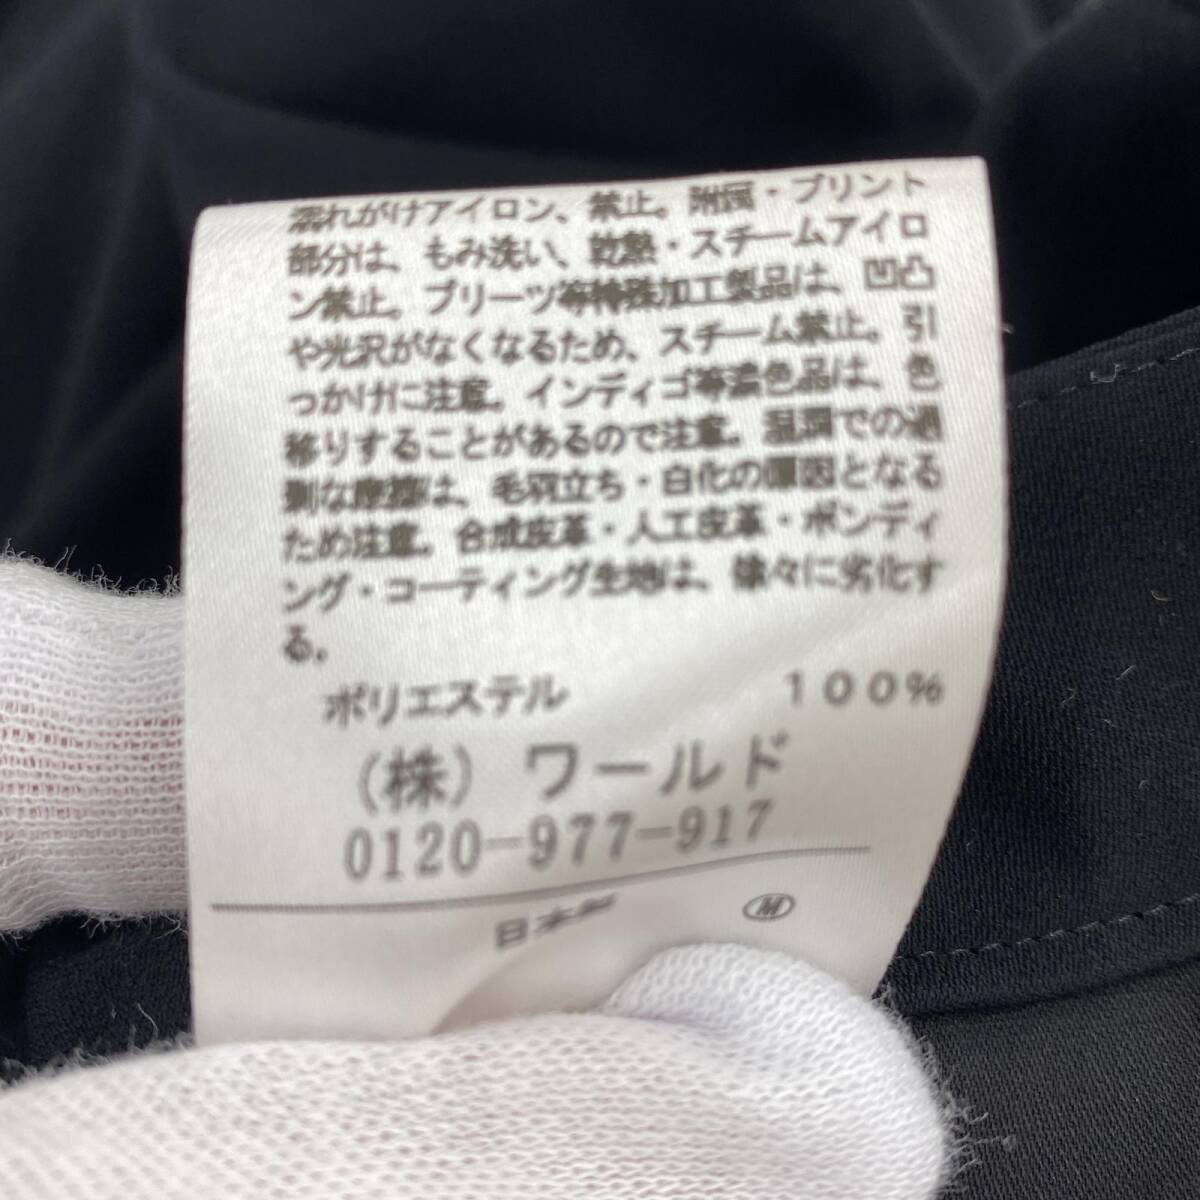 濡れがけアイロン、禁止。附属・プリント
部分は、もみ洗い、乾熱・スチームアイロ
ン禁止。プリーツ等特殊加工製品は、凹凸
や光沢がなくなるため、スチーム禁止。引
っかけに注意。インディゴ等濃色品は、色
移りすることがあるので注意。湿潤での過
剰な摩擦は、毛羽立ち・白化の原因となる
ため注意。合成皮革・人工皮革・ボンディ
ング・コーティング生地は、徐々に劣化す
る。
ポリエステル 100%
(株) ワールド
0120-977-917
日本製 M